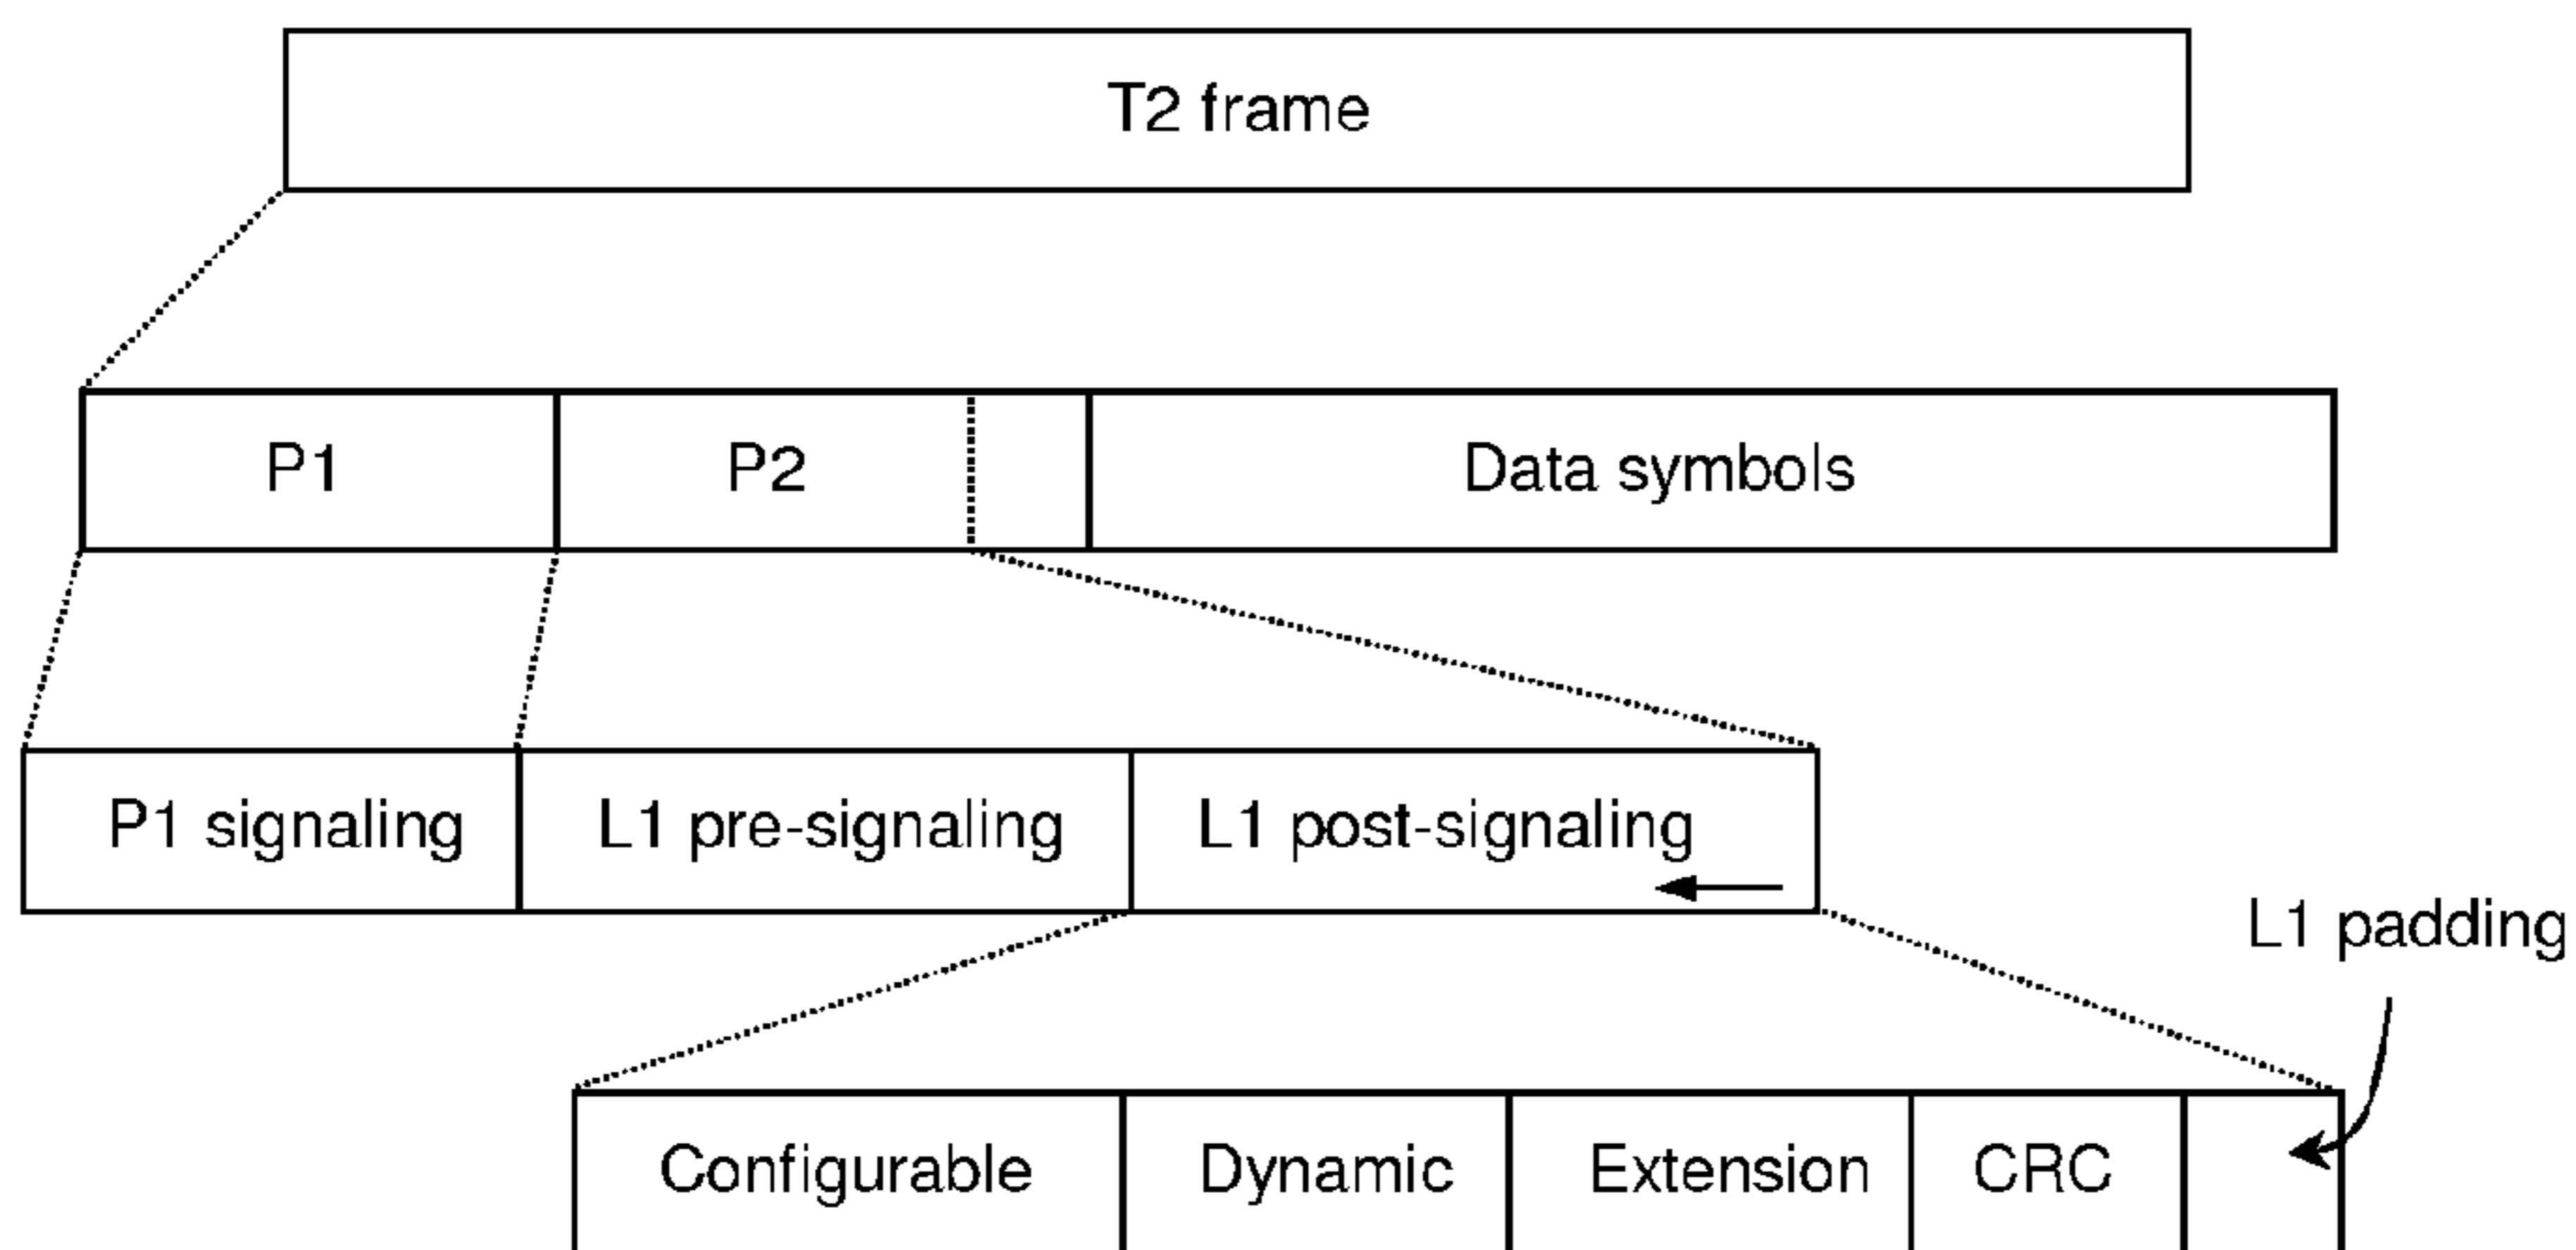 T2 frame
P1 P2 Data symbols
P1 signaling L1 pre-signaling L1 post-signaling
L1 padding
Configurable Dynamic Extension CRC